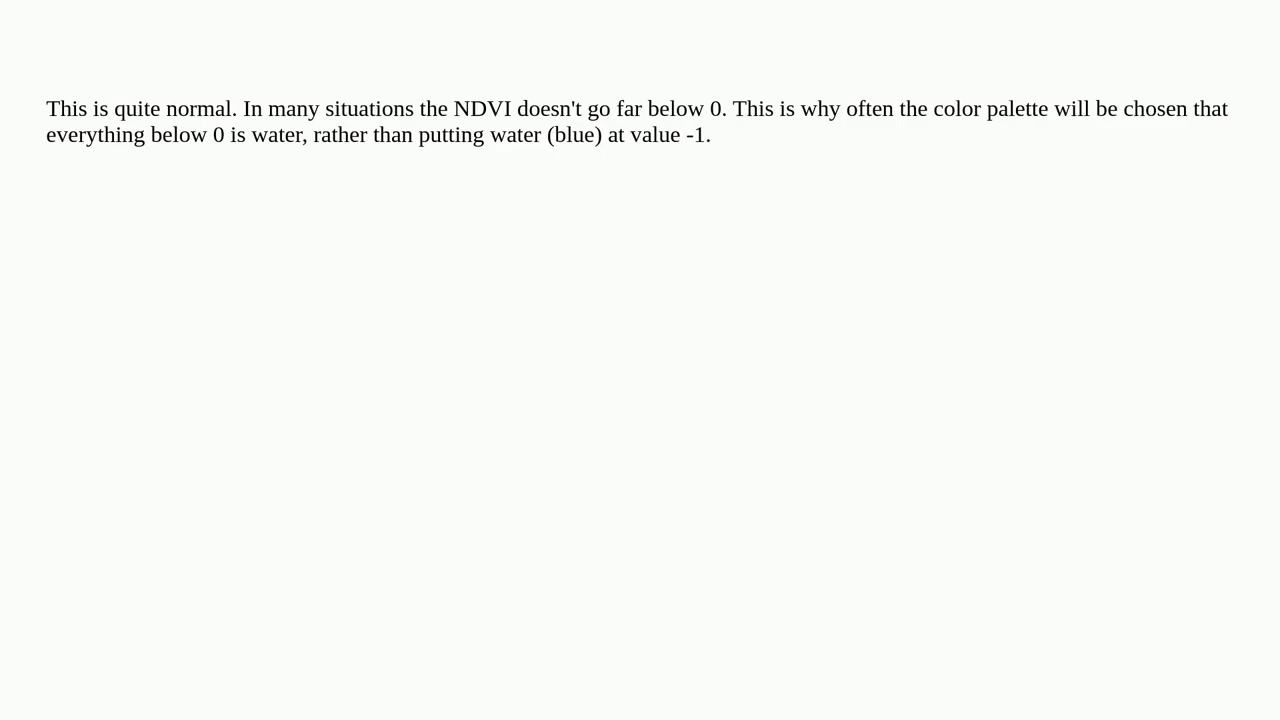 This is quite normal. In many situations the NDVI doesn't go far below 0. This is why often the color palette will be chosen that
everything below 0 is water, rather than putting water (blue) at value -1.